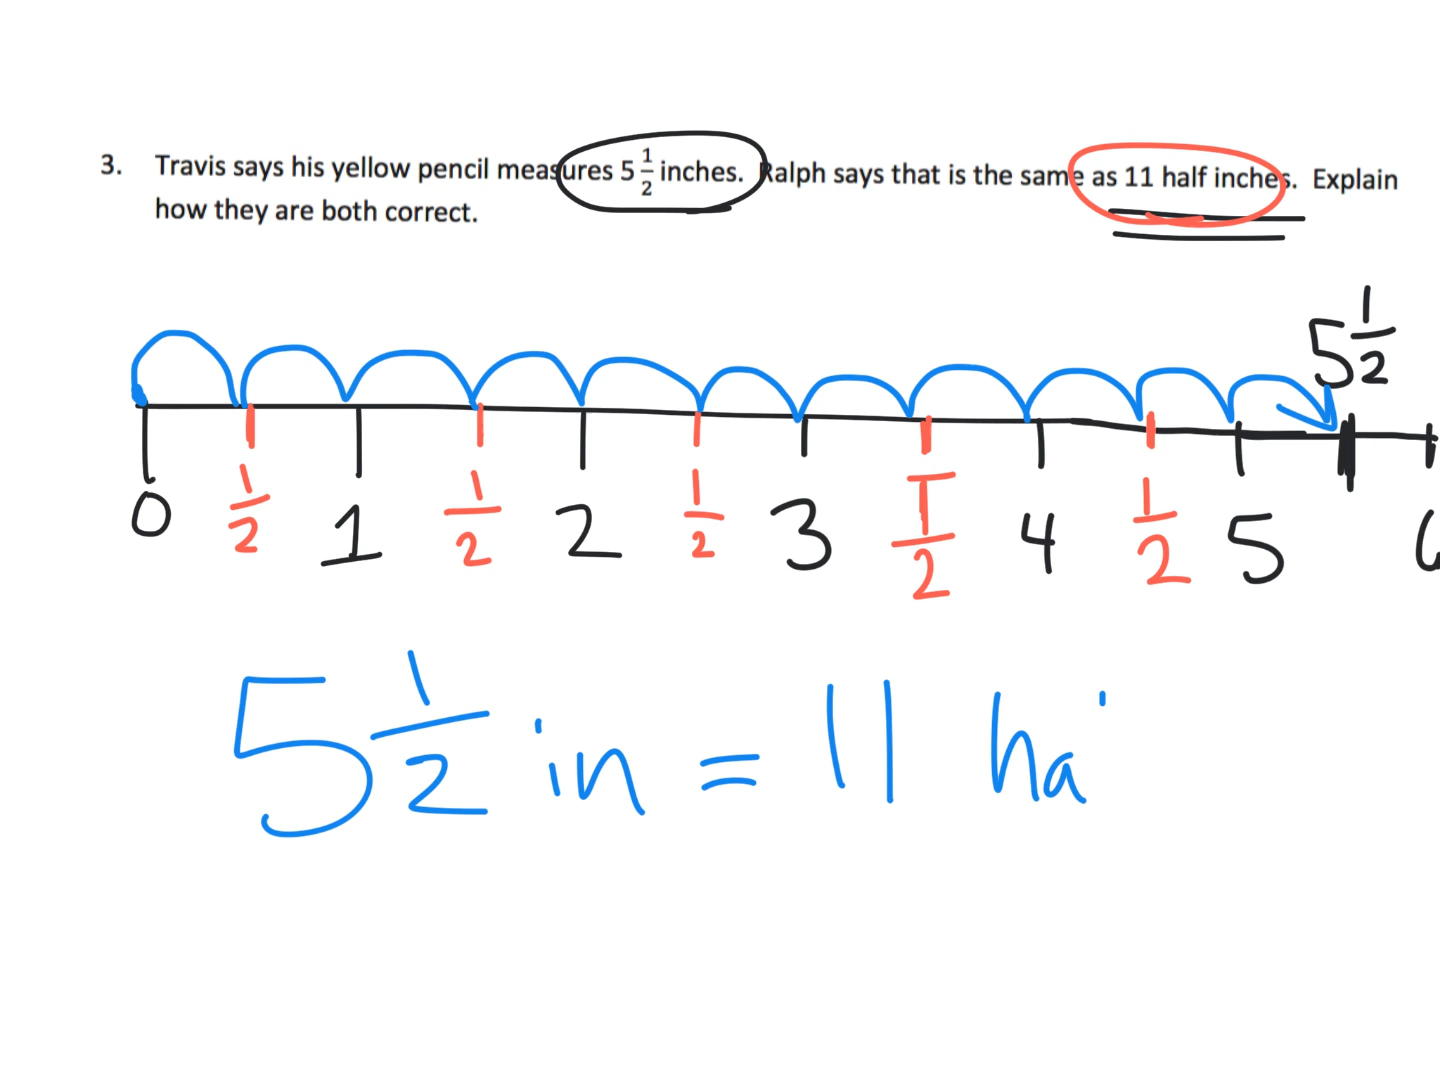 3. Travis says his yellow pencil measures 5 1/2 inches. Ralph says that is the same as 11 half inches. Explain
how they are both correct.
5 1/2
0 1/2 1 1/2 2 1/2 3 1/2 4 1/2 5
5 1/2 in = 11 ha